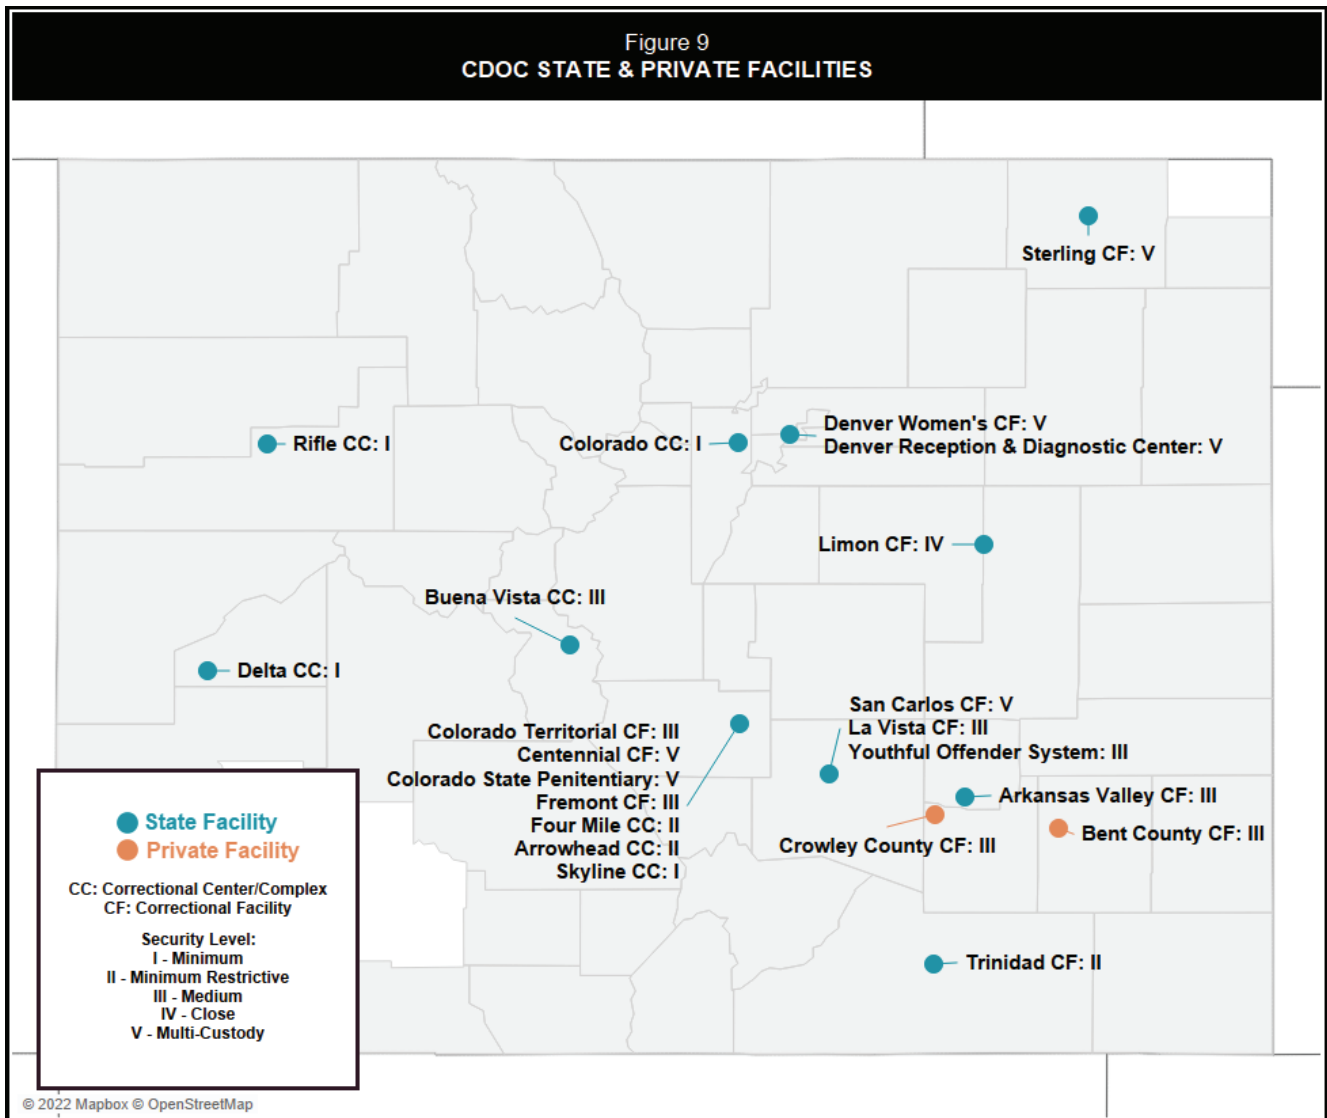 Figure 9
CDOC STATE & PRIVATE FACILITIES
Sterling CF: V
Denver Women's CF: V
Denver Reception & Diagnostic Center: V
Rifle CC: I
Colorado CC: I
Limon CF: IV
Buena Vista CC: III
Delta CC: I
San Carlos CF: V
La Vista CF: III
Youthful Offender System: III
Colorado Territorial CF: III
Centennial CF: V
Colorado State Penitentiary: V
Fremont CF: III
Four Mile CC: II
Arrowhead CC: II
Skyline CC: I
Arkansas Valley CF: III
Crowley County CF: III
Bent County CF: III
Trinidad CF: II
State Facility
Private Facility
CC: Correctional Center/Complex
CF: Correctional Facility
Security Level:
I - Minimum
II - Minimum Restrictive
III - Medium
IV - Close
V - Multi-Custody
© 2022 Mapbox © OpenStreetMap